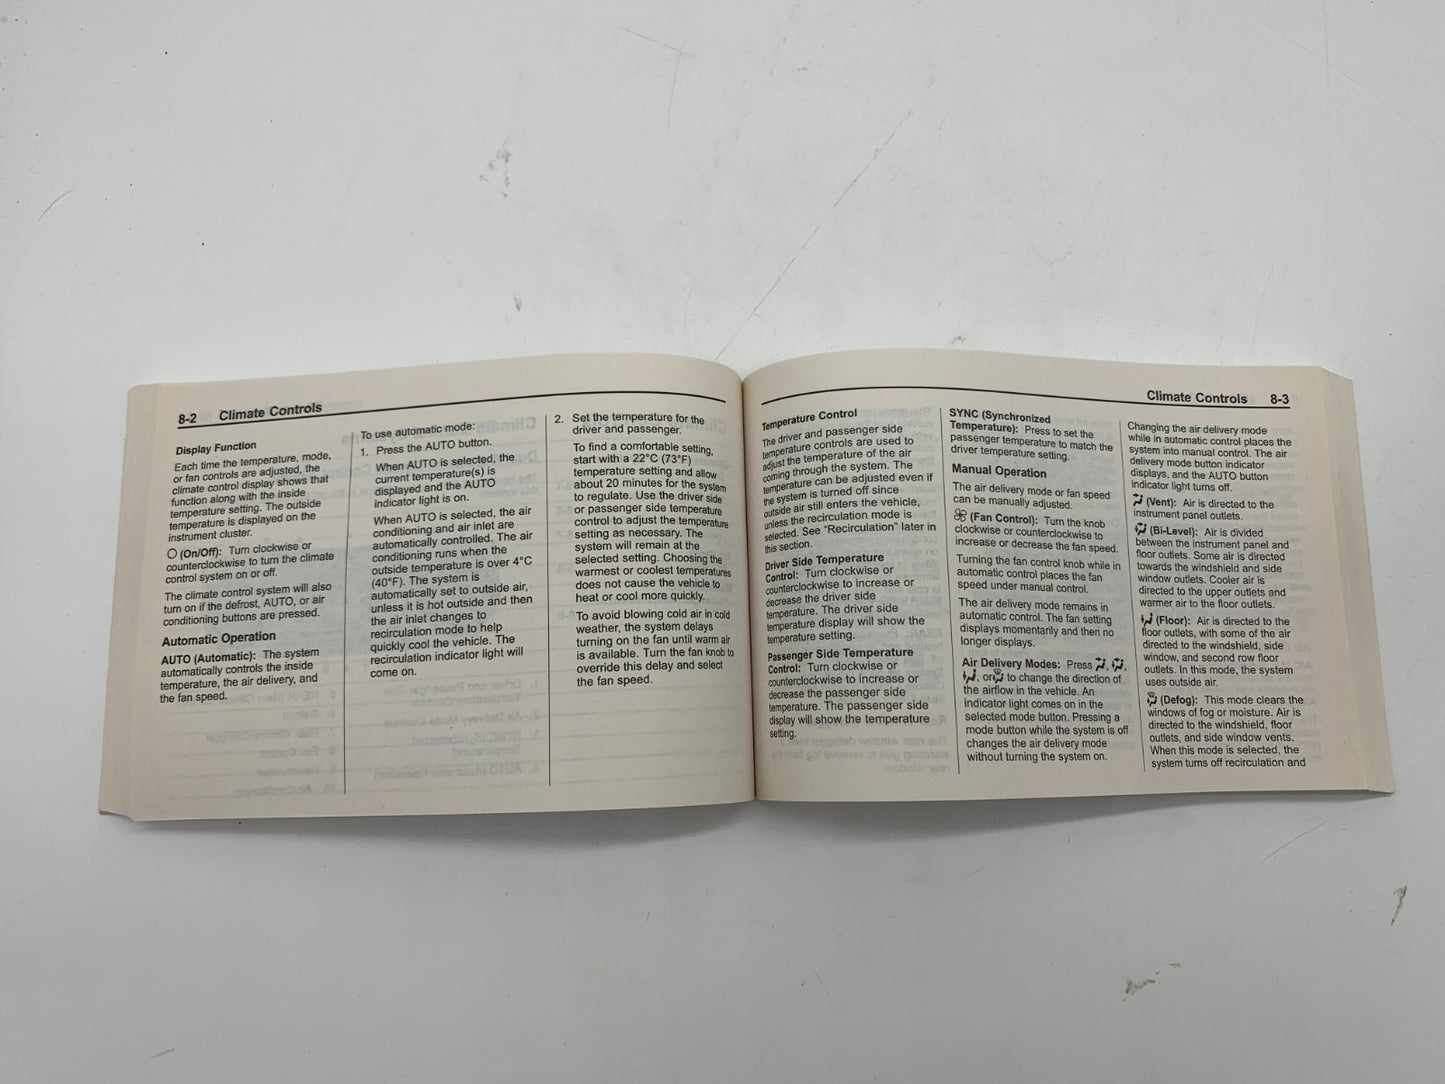 8-2 Climate Controls
Display Function
Each time the temperature, mode,
or fan controls are adjusted, the
climate control display shows that
function along with the inside
temperature setting. The outside
temperature is displayed on the
instrument cluster.
O (On/Off): Turn clockwise or
counterclockwise to turn the climate
control system on or off.
The climate control system will also
turn on if the defrost, AUTO, or air
conditioning buttons are pressed.
Automatic Operation
AUTO (Automatic): The system
automatically controls the inside
temperature, the air delivery, and
the fan speed.
To use automatic mode:
1. Press the AUTO button.
When AUTO is selected, the
current temperature(s) is
displayed and the AUTO
indicator light is on.
When AUTO is selected, the air
conditioning and air inlet are
automatically controlled. The air
conditioning runs when the
outside temperature is over 4°C
(40°F). The system is
automatically set to outside air,
unless it is hot outside and then
the air inlet changes to
recirculation mode to help
quickly cool the vehicle. The
recirculation indicator light will
come on.
2. Set the temperature for the
driver and passenger.
To find a comfortable setting,
start with a 22°C (73°F)
temperature setting and allow
about 20 minutes for the system
to regulate. Use the driver side
or passenger side temperature
control to adjust the temperature
setting as necessary. The
system will remain at the
selected setting. Choosing the
warmest or coolest temperatures
does not cause the vehicle to
heat or cool more quickly.
To avoid blowing cold air in cold
weather, the system delays
turning on the fan until warm air
is available. Turn the fan knob to
override this delay and select
the fan speed.
Climate Controls 8-3
Temperature Control
The driver and passenger side
temperature controls are used to
adjust the temperature of the air
coming through the system. The
temperature can be adjusted even if
the system is turned off since
outside air still enters the vehicle,
unless the recirculation mode is
selected. See “Recirculation” later in
this section.
Driver Side Temperature
Control: Turn clockwise or
counterclockwise to increase or
decrease the driver side
temperature. The driver side
temperature display will show the
temperature setting.
Passenger Side Temperature
Control: Turn clockwise or
counterclockwise to increase or
decrease the passenger side
temperature. The passenger side
display will show the temperature
setting.
SYNC (Synchronized
Temperature): Press to set the
passenger temperature to match the
driver temperature setting.
Manual Operation
The air delivery mode or fan speed
can be manually adjusted.
(Fan Control): Turn the knob
clockwise or counterclockwise to
increase or decrease the fan speed.
Turning the fan control knob while in
automatic control places the fan
speed under manual control.
The air delivery mode remains in
automatic control. The fan setting
displays momentarily and then no
longer displays.
Air Delivery Modes: Press , ,
, or to change the direction of
the airflow in the vehicle. An
indicator light comes on in the
selected mode button. Pressing a
mode button while the system is off
changes the air delivery mode
without turning the system on.
Changing the air delivery mode
while in automatic control places the
system into manual control. The air
delivery mode button indicator
displays, and the AUTO button
indicator light turns off.
(Vent): Air is directed to the
instrument panel outlets.
(Bi-Level): Air is divided
between the instrument panel and
floor outlets. Some air is directed
towards the windshield and side
window outlets. Cooler air is
directed to the upper outlets and
warmer air to the floor outlets.
(Floor): Air is directed to the
floor outlets, with some of the air
directed to the windshield, side
window, and second row floor
outlets. In this mode, the system
uses outside air.
(Defog): This mode clears the
windows of fog or moisture. Air is
directed to the windshield, floor
outlets, and side window vents.
When this mode is selected, the
system turns off recirculation and